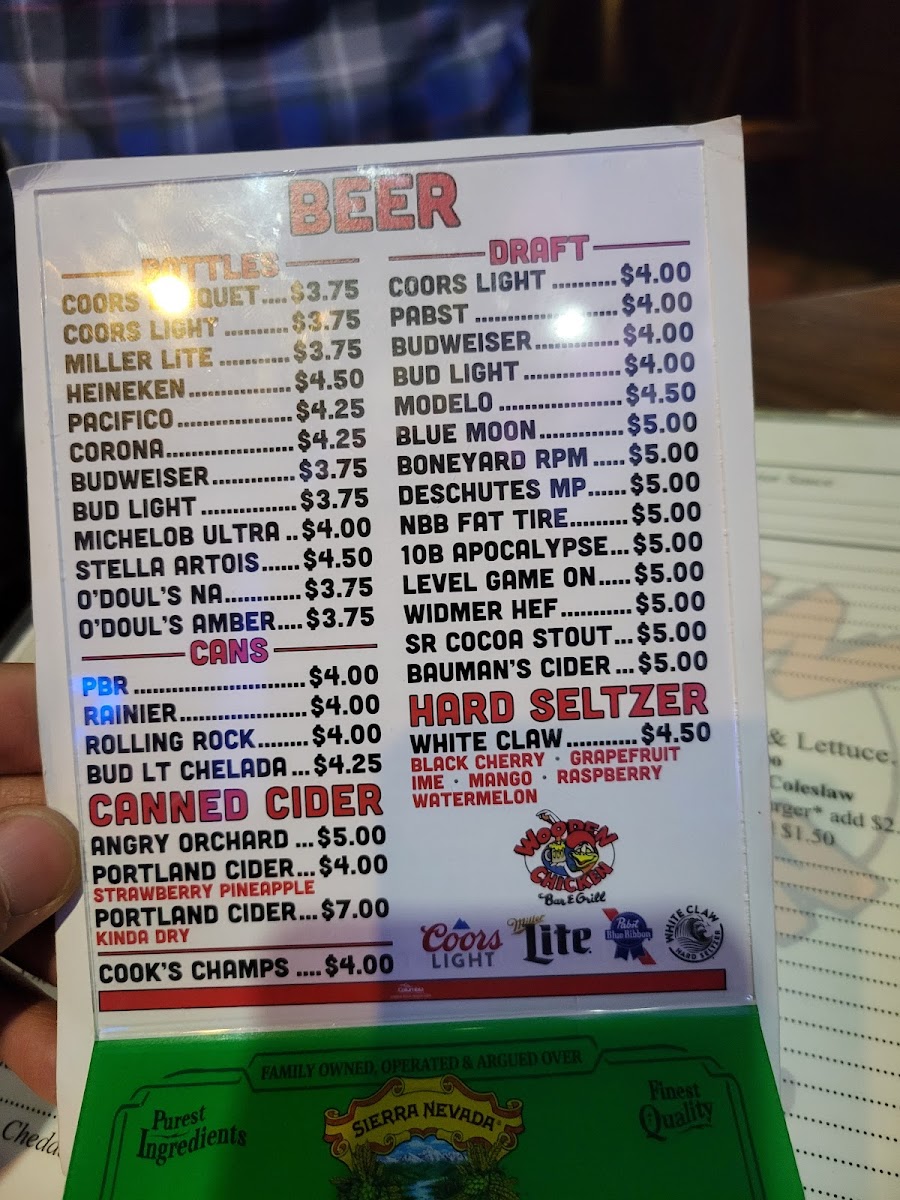 BEER
BOTTLES
COORS BANQUET....$3.75
COORS LIGHT ..........$3.75
MILLER LITE ...........$3.75
HEINEKEN................$4.50
PACIFICO..................$4.25
CORONA....................$4.25
BUDWEISER.............$3.75
BUD LIGHT...............$3.75
MICHELOB ULTRA ..$4.00
STELLA ARTOIS......$4.50
O'DOUL'S NA............$3.75
O'DOUL'S AMBER....$3.75
CANS
PBR ...........................$4.00
RAINIER....................$4.00
ROLLING ROCK........$4.00
BUD LT CHELADA ...$4.25
CANNED CIDER
ANGRY ORCHARD ...$5.00
PORTLAND CIDER...$4.00
STRAWBERRY PINEAPPLE
PORTLAND CIDER...$7.00
KINDA DRY
COOK'S CHAMPS ....$4.00
DRAFT
COORS LIGHT ..........$4.00
PABST ......................$4.00
BUDWEISER.............$4.00
BUD LIGHT...............$4.00
MODELO ...................$4.50
BLUE MOON.............$5.00
BONEYARD RPM .....$5.00
DESCHUTES MP......$5.00
NBB FAT TIRE.........$5.00
10B APOCALYPSE...$5.00
LEVEL GAME ON.....$5.00
WIDMER HEF...........$5.00
SR COCOA STOUT...$5.00
BAUMAN'S CIDER ...$5.00
HARD SELTZER
WHITE CLAW ...........$4.50
BLACK CHERRY · GRAPEFRUIT
IME · MANGO · RASPBERRY
WATERMELON
WOODEN
CHICKEN
Bar & Grill
Coors
LIGHT
Miller
Lite
Pabst
Blue Ribbon
WHITE CLAW
HARD SELTZER
FAMILY OWNED, OPERATED & ARGUED OVER
Purest
Ingredients
SIERRA NEVADA
Finest
Quality
& Lettuce.
Coleslaw
urger* add $2.
$1.50
Chedd